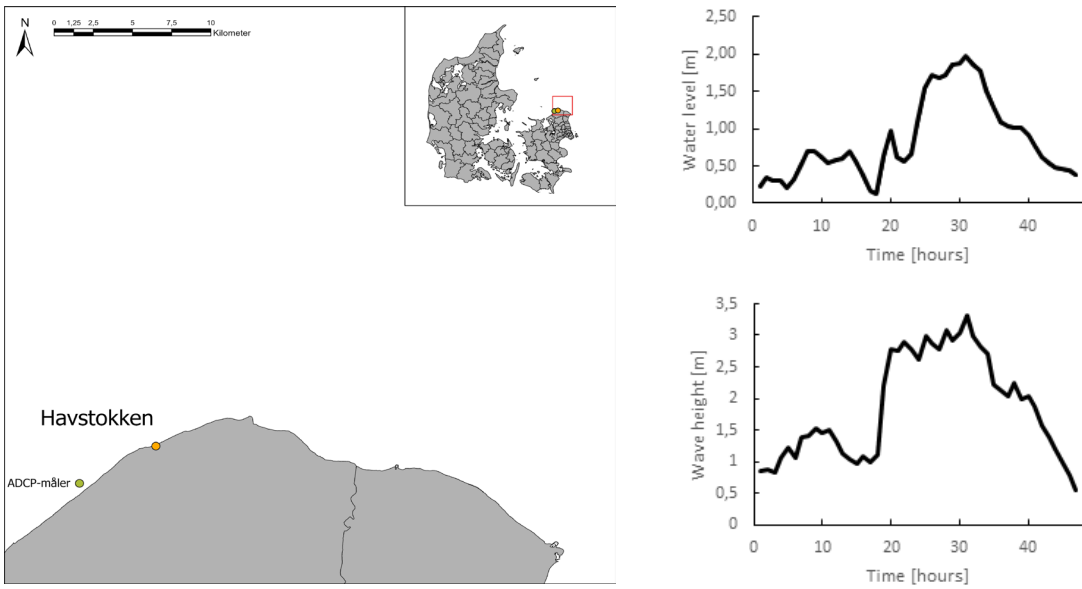 N
0 1,25 2,5 5 7,5 10
Kilometer
Havstokken
ADCP-måler
Water level [m]
2,50
2,00
1,50
1,00
0,50
0,00
0 10 20 30 40
Time [hours]
Wave height [m]
3,5
3
2,5
2
1,5
1
0,5
0
0 10 20 30 40
Time [hours]